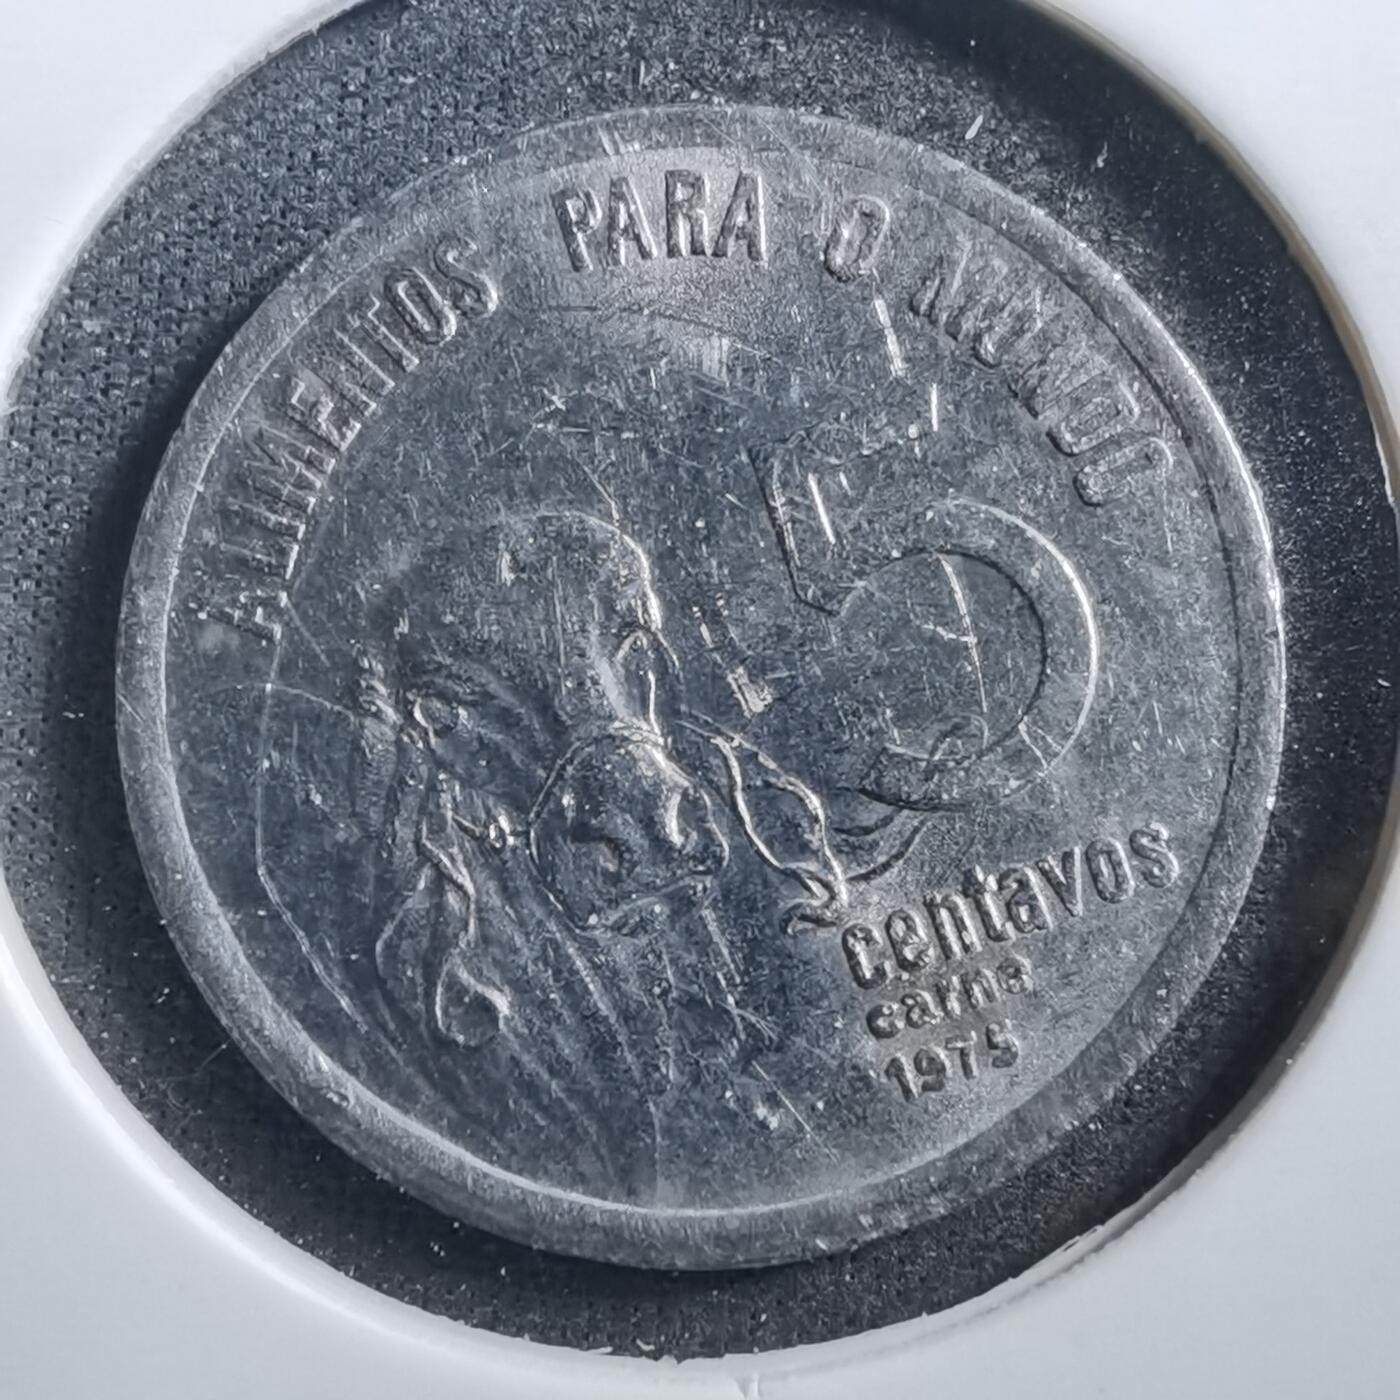 ALIMENTOS PARA O MUNDO
5
centavos
carne
1975